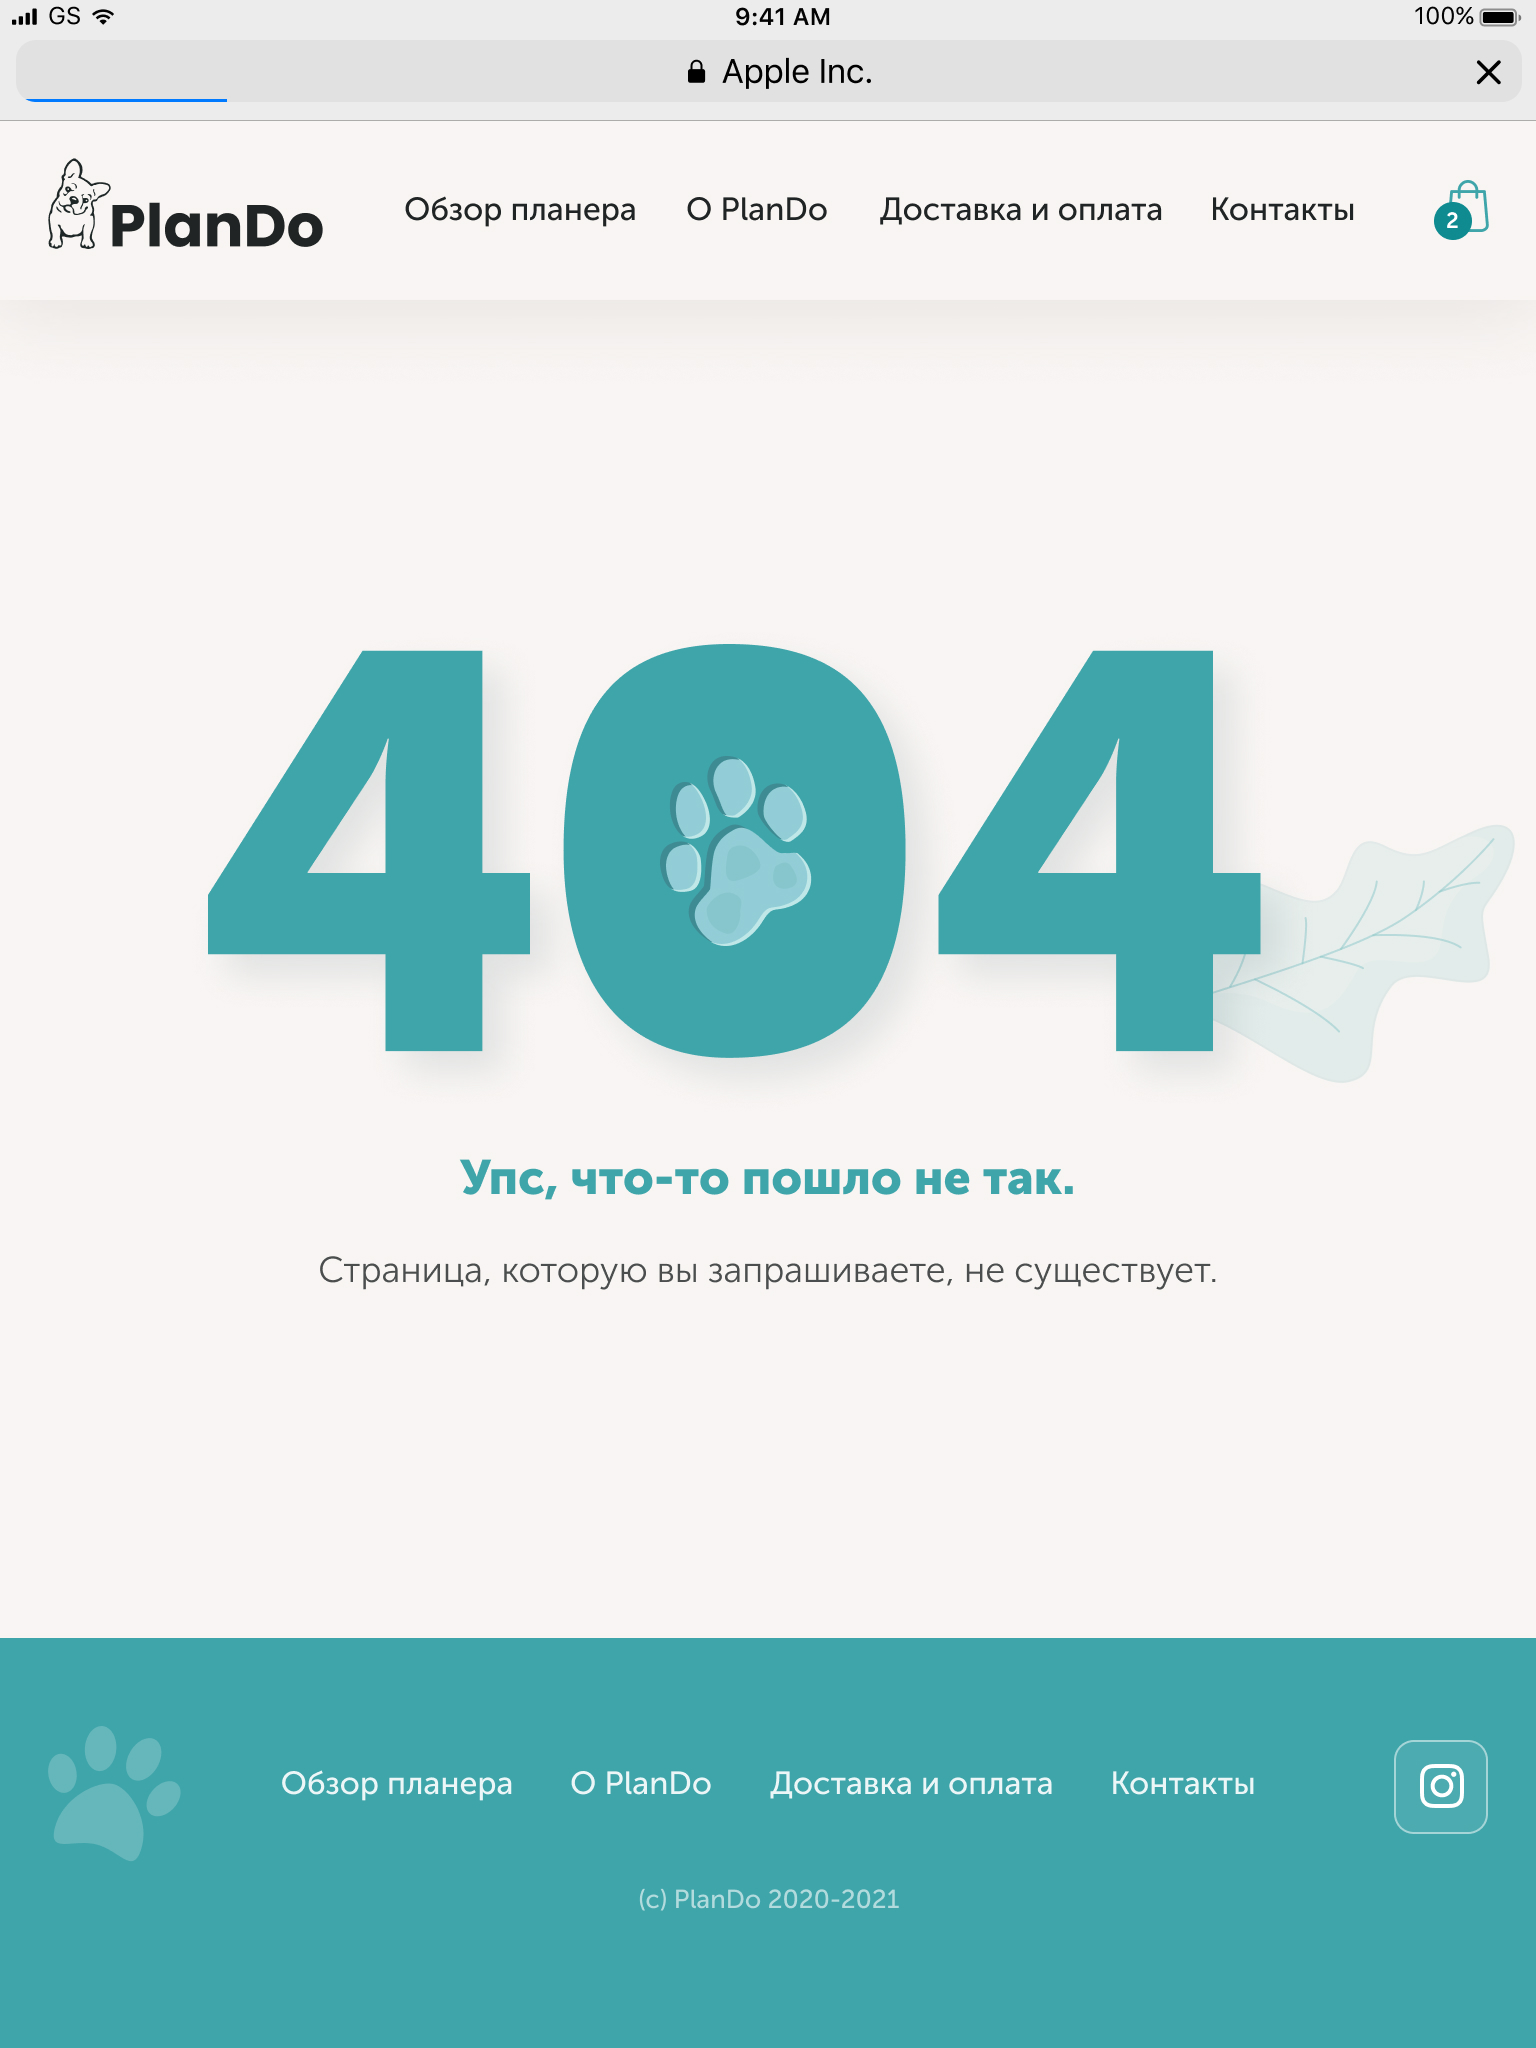 GS 9:41 AM 100%
Apple Inc.
PlanDo Обзор планера О PlanDo Доставка и оплата Контакты 2
404
Упс, что-то пошло не так.
Страница, которую вы запрашиваете, не существует.
Обзор планера О PlanDo Доставка и оплата Контакты
(c) PlanDo 2020-2021